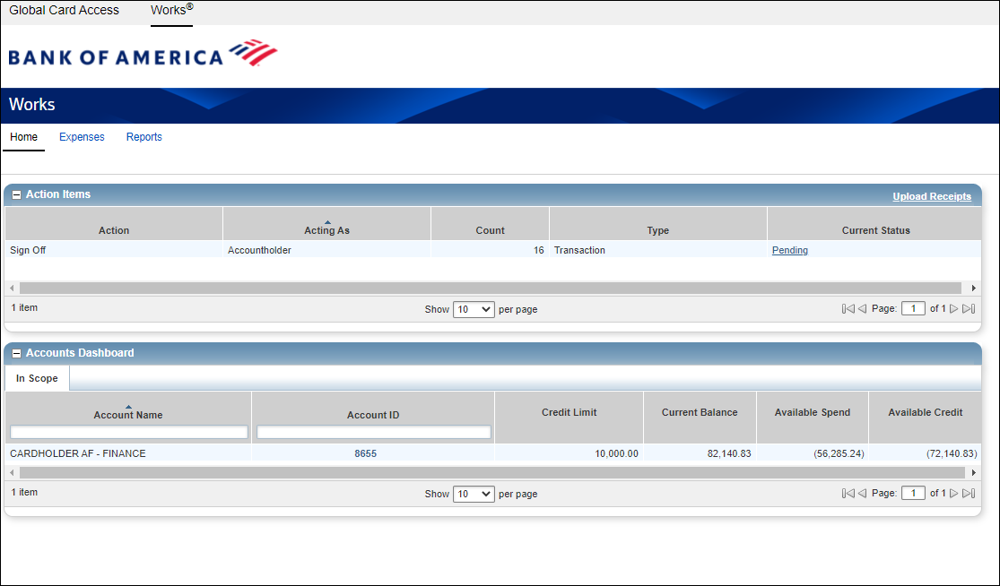 Global Card Access Works®
BANK OF AMERICA
Works
Home Expenses Reports
Action Items Upload Receipts
Action Acting As Count Type Current Status
Sign Off Accountholder 16 Transaction Pending
1 item Show 10 per page Page: 1 of 1
Accounts Dashboard
In Scope
Account Name Account ID Credit Limit Current Balance Available Spend Available Credit
CARDHOLDER AF - FINANCE 8655 10,000.00 82,140.83 (56,285.24) (72,140.83)
1 item Show 10 per page Page: 1 of 1